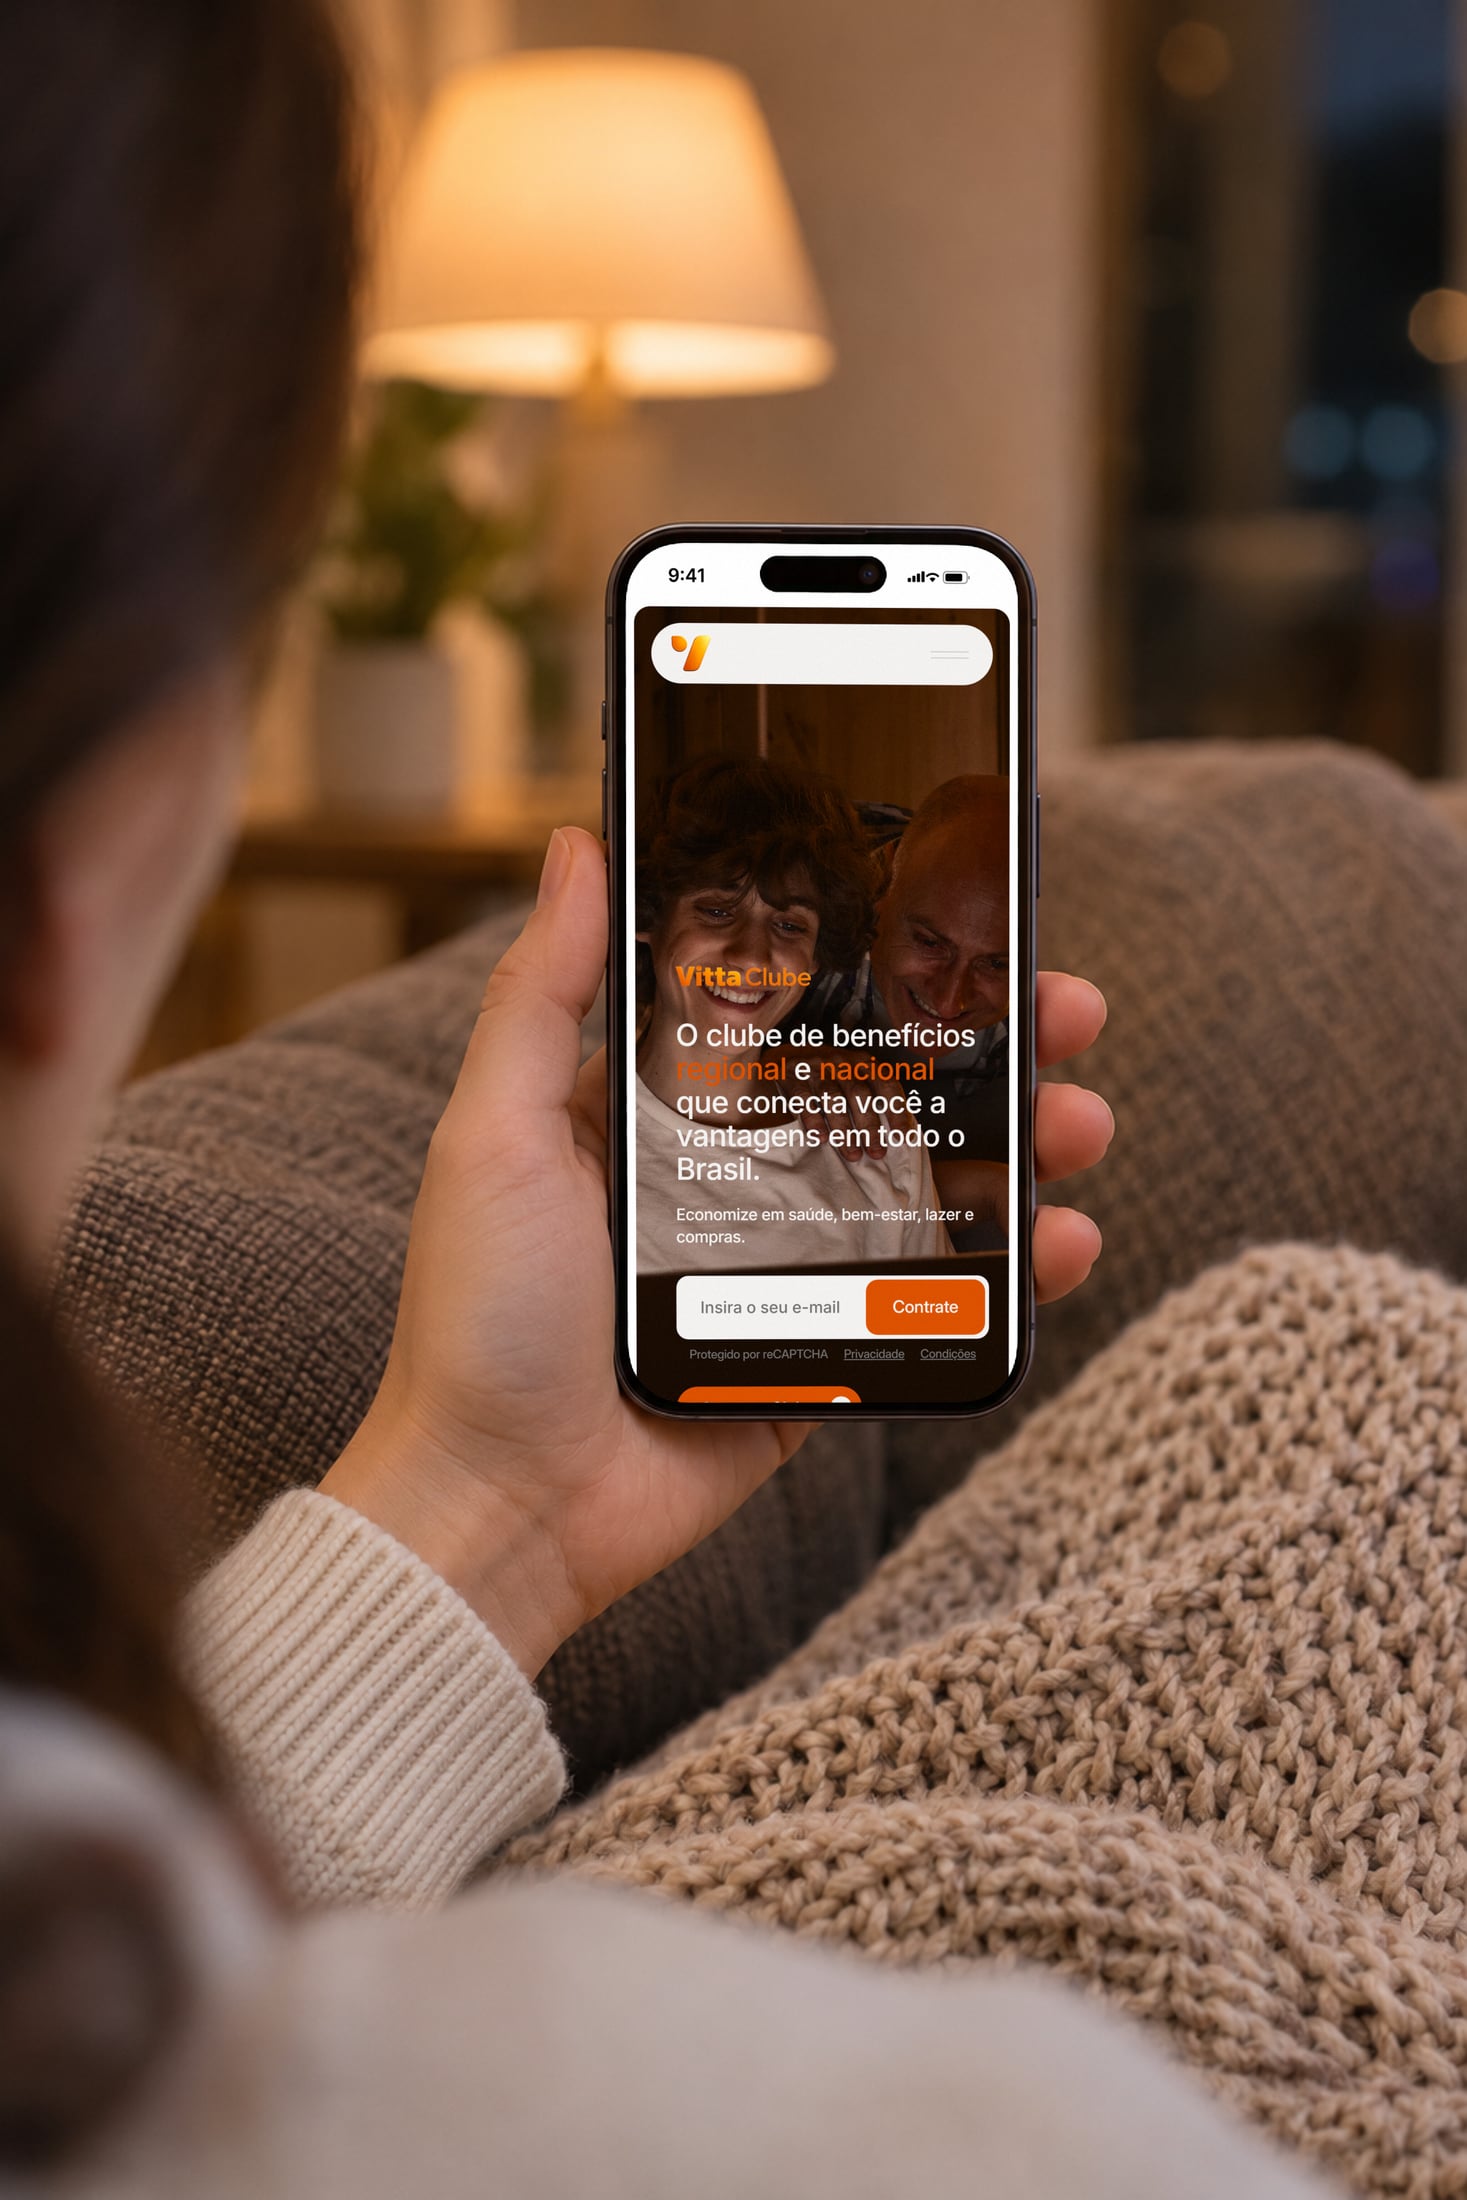 9:41
Vitta Clube
O clube de benefícios
regional e nacional
que conecta você a
vantagens em todo o
Brasil.
Economize em saúde, bem-estar, lazer e
compras.
Insira o seu e-mail Contrate
Protegido por reCAPTCHA Privacidade Condições